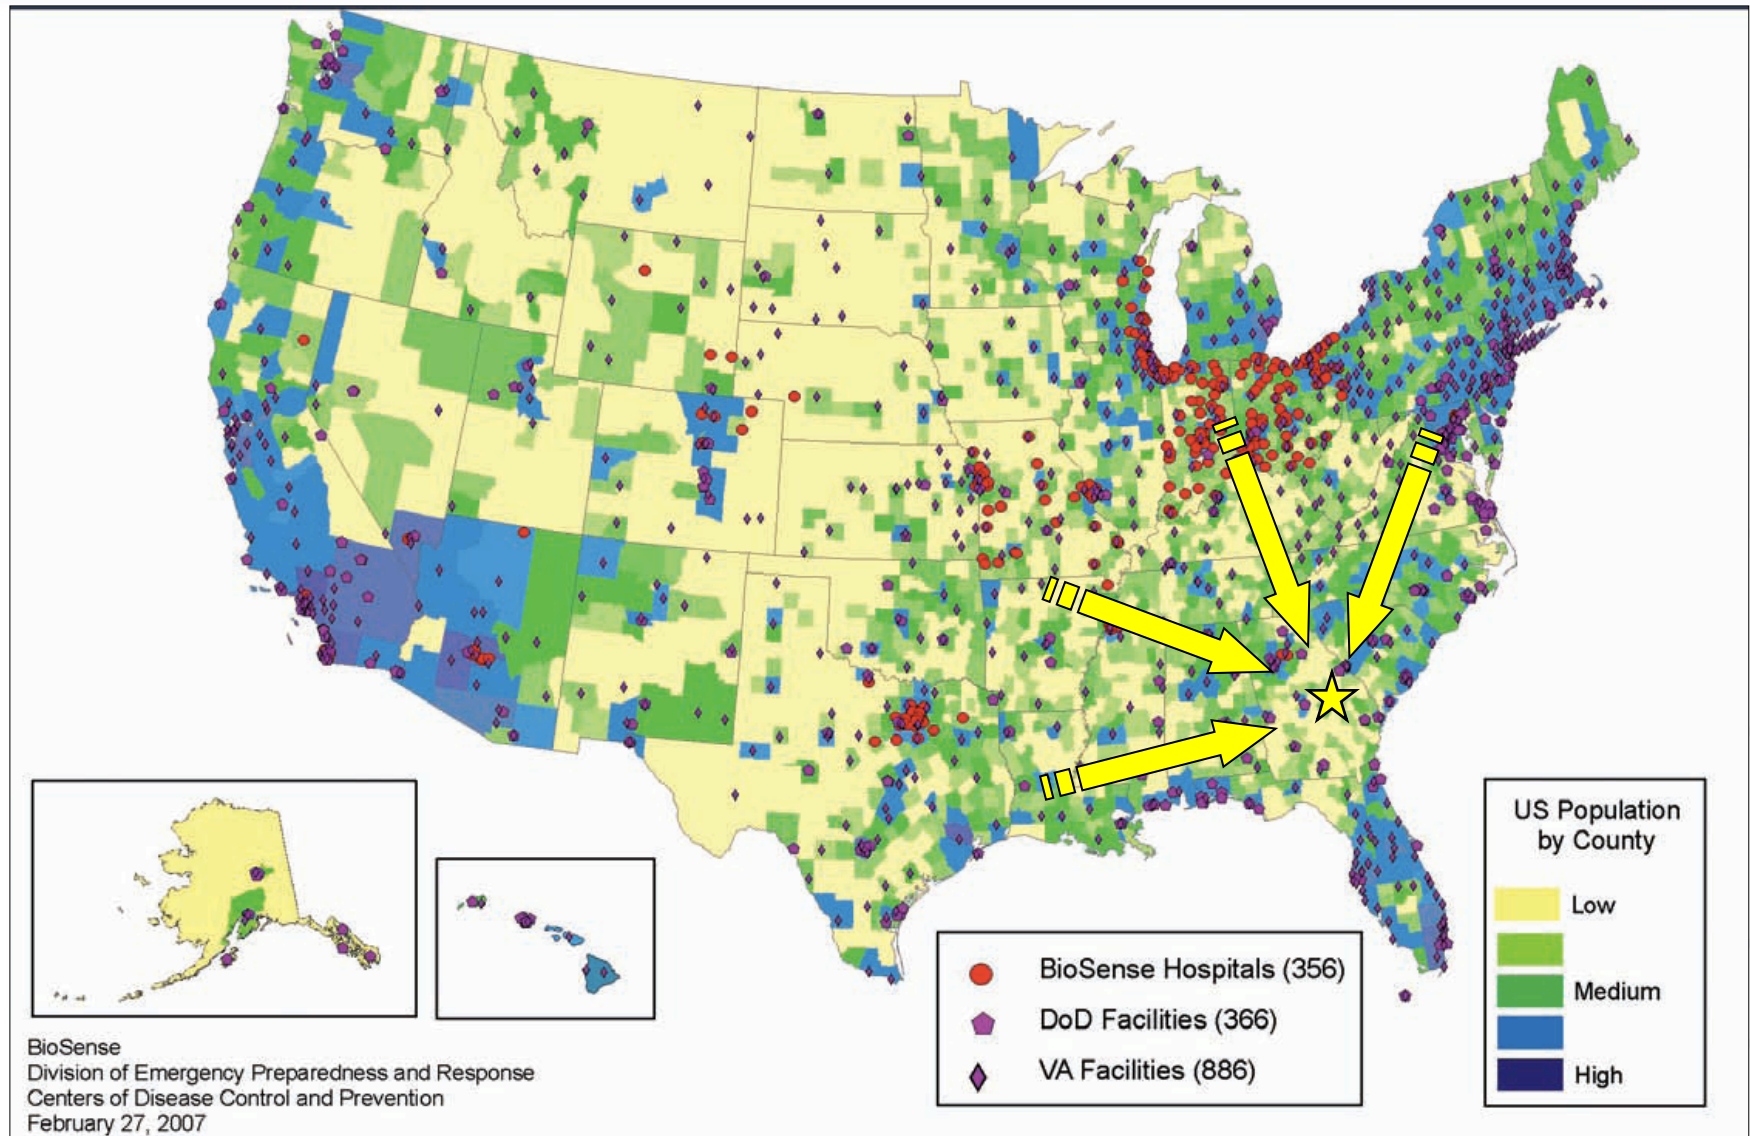 US Population
by County
Low
Medium
High
BioSense Hospitals (356)
DoD Facilities (366)
VA Facilities (886)
BioSense
Division of Emergency Preparedness and Response
Centers of Disease Control and Prevention
February 27, 2007